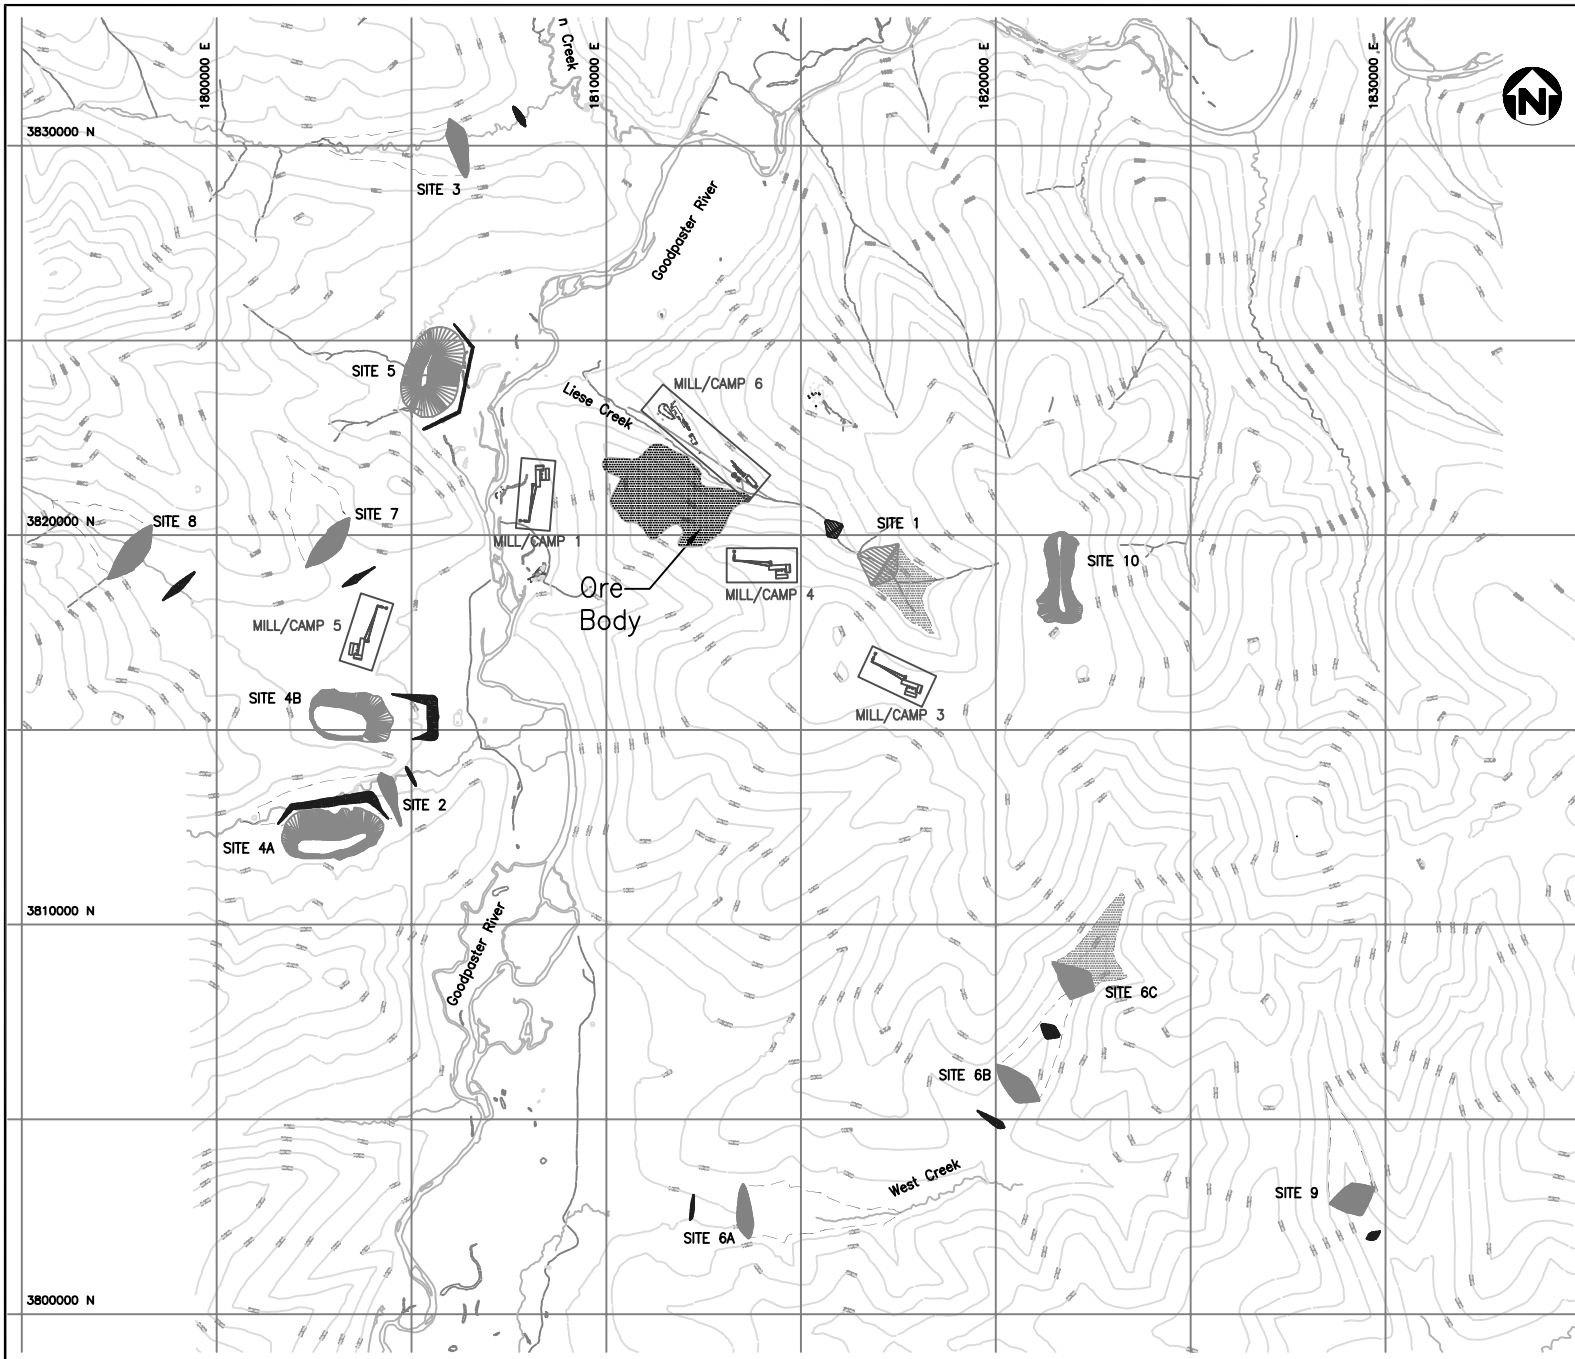 n Creek
1800000 E
1810000 E
1820000 E
1830000 E
N
3830000 N
SITE 3
Goodpaster River
SITE 5
MILL/CAMP 6
Liese Creek
SITE 8
SITE 7
3820000 N
SITE 1
MILL/CAMP 1
SITE 10
Ore
Body
MILL/CAMP 4
MILL/CAMP 5
SITE 4B
MILL/CAMP 3
SITE 2
SITE 4A
3810000 N
Goodpaster River
SITE 6C
SITE 6B
West Creek
SITE 9
SITE 6A
3800000 N